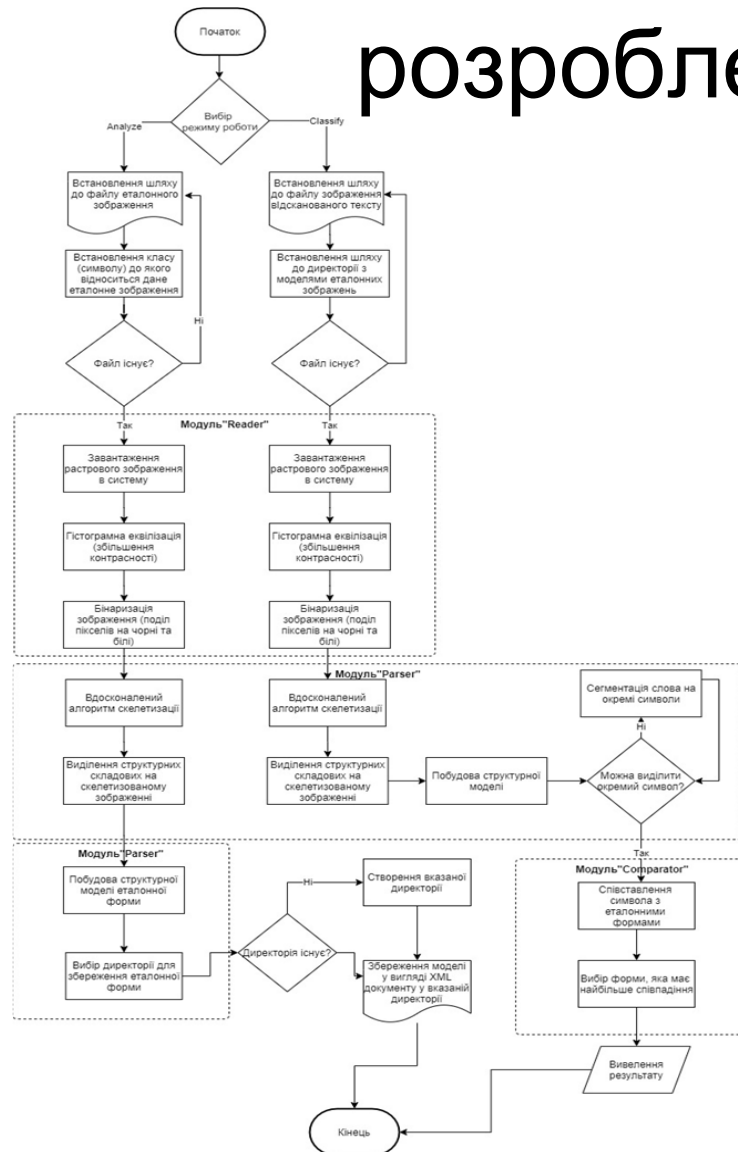 розробле
Початок
Вибір
режиму роботи
Analyze
Classify
Встановлення шляху
до файлу еталонного
зображення
Встановлення шляху
до файлу зображення
відсканованого тексту
Встановлення класу
(символу) до якого
відноситься дане
еталонне зображення
Встановлення шляху
до директорії з
моделями еталонних
зображень
Ні
Файл існує?
Файл існує?
Так
Модуль"Reader"
Так
Завантаження
растрового зображення
в систему
Завантаження
растрового зображення
в систему
Гістограмна еквілізація
(збільшення
контрасності)
Гістограмна еквілізація
(збільшення
контрасності)
Бінаризація
зображення (поділ
пікселів на чорні та
білі)
Бінаризація
зображення (поділ
пікселів на чорні та
білі)
Модуль"Parser"
Вдосконалений
алгоритм скелетизації
Вдосконалений
алгоритм скелетизації
Сегментація слова на
окремі символи
Ні
Виділення структурних
складових на
скелетизованому
зображенні
Виділення структурних
складових на
скелетизованому
зображенні
Побудова структурної
моделі
Можна виділити
окремий символ?
Так
Модуль"Parser"
Модуль"Comparator"
Побудова структурної
моделі еталонної
форми
Ні
Створення вказаної
директорії
Співставлення
символа з
еталонними
формами
Вибір директорії для
збереження еталонної
форми
Директорія існує?
Збереження моделі
у вигляді XML
документу у вказаній
директорії
Вибір форми, яка має
найбільше співпадіння
Вивелення
результату
Кінець